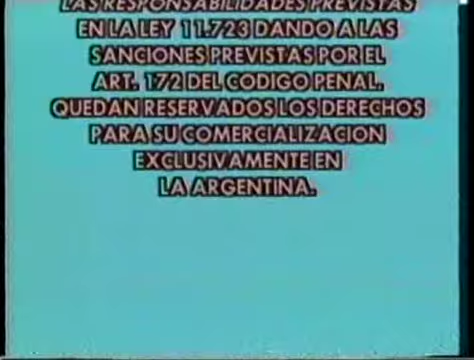 LAS RESPONSABILIDADES PREVISTAS
EN LA LEY 11.723 DANDO A LAS
SANCIONES PREVISTAS POR EL
ART. 172 DEL CODIGO PENAL.
QUEDAN RESERVADOS LOS DERECHOS
PARA SU COMERCIALIZACION
EXCLUSIVAMENTE EN
LA ARGENTINA.